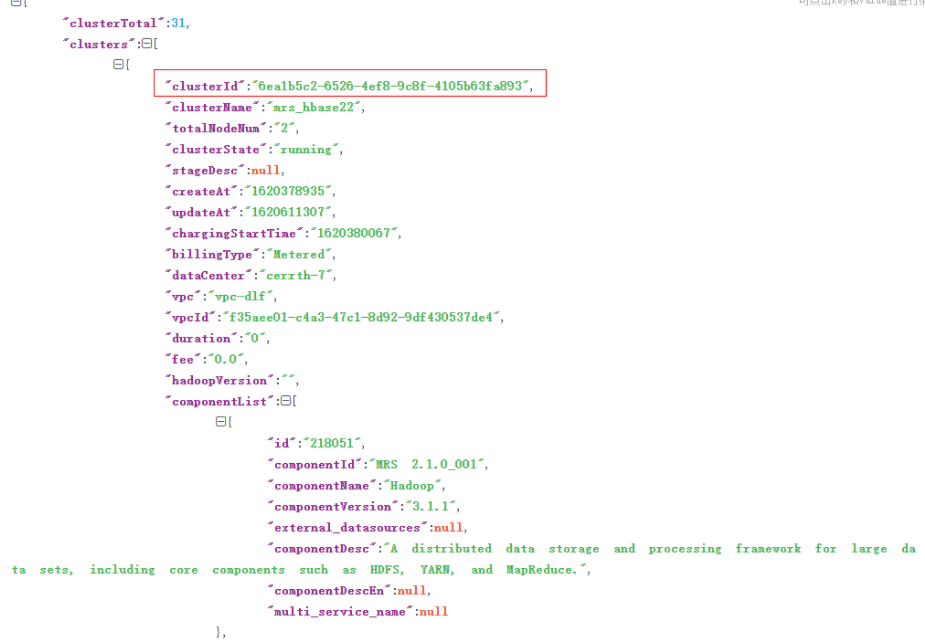 {
"clusterTotal":31,
"clusters":[
{
"clusterId":"6ea1b5c2-6526-4ef8-9c8f-4105b63fa893",
"clusterName":"mrs_hbase22",
"totalNodeNum":"2",
"clusterState":"running",
"stageDesc":null,
"createAt":"1620378935",
"updateAt":"1620611307",
"chargingStartTime":"1620380067",
"billingType":"Metered",
"dataCenter":"cerrth-7",
"vpc":"vpc-dlf",
"vpcId":"f35aee01-c4a3-47c1-8d92-9df430537de4",
"duration":"0",
"fee":"0.0",
"hadoopVersion":"",
"componentList":[
{
"id":"218051",
"componentId":"MRS 2.1.0_001",
"componentName":"Hadoop",
"componentVersion":"3.1.1",
"external_datasources":null,
"componentDesc":"A distributed data storage and processing framework for large da
ta sets, including core components such as HDFS, YARN, and MapReduce.",
"componentDescEn":null,
"multi_service_name":null
},